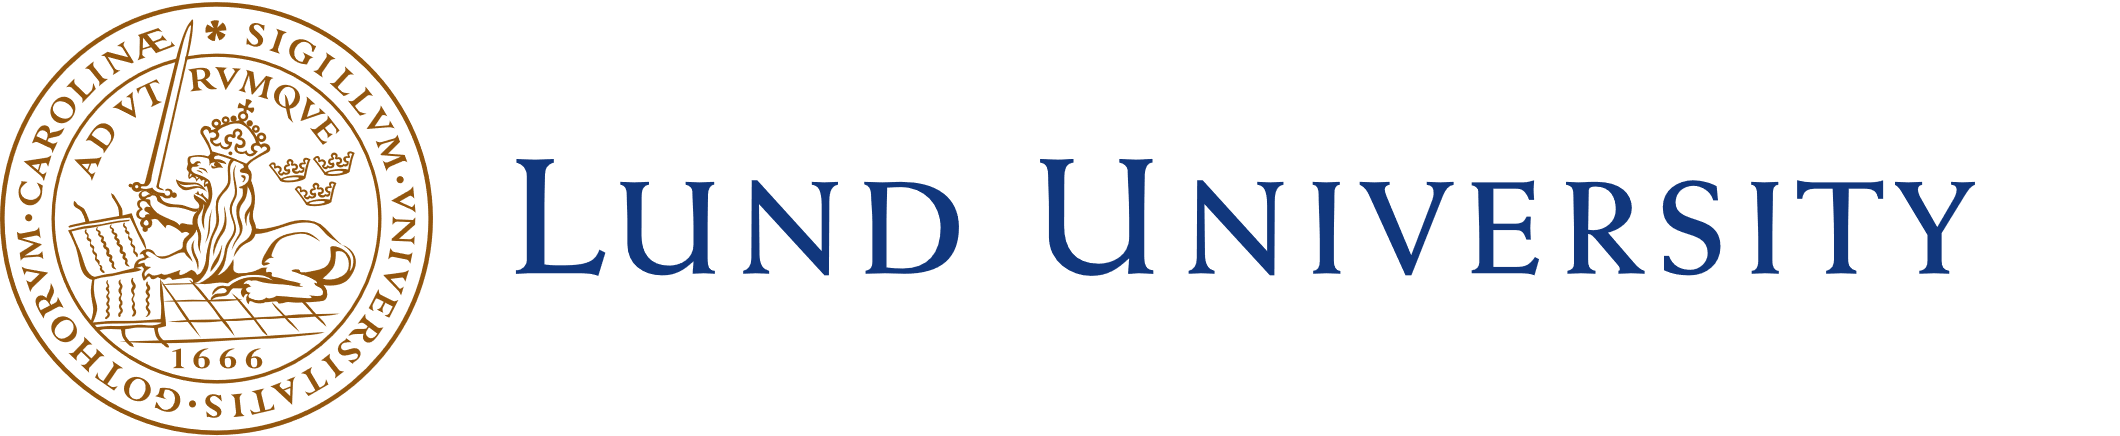 SIGILLVM · VNIVERSITATIS · GOTHORVM · CAROLINÆ
AD VTRVMQVE
1666
LUND UNIVERSITY